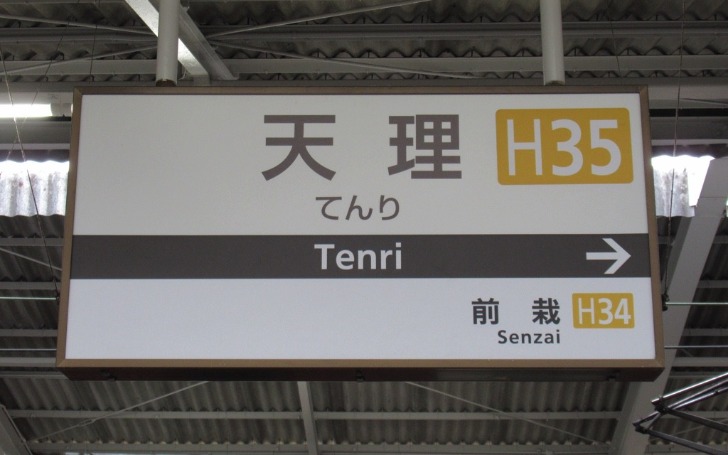 天理 H35
てんり
Tenri →
前栽 H34
Senzai